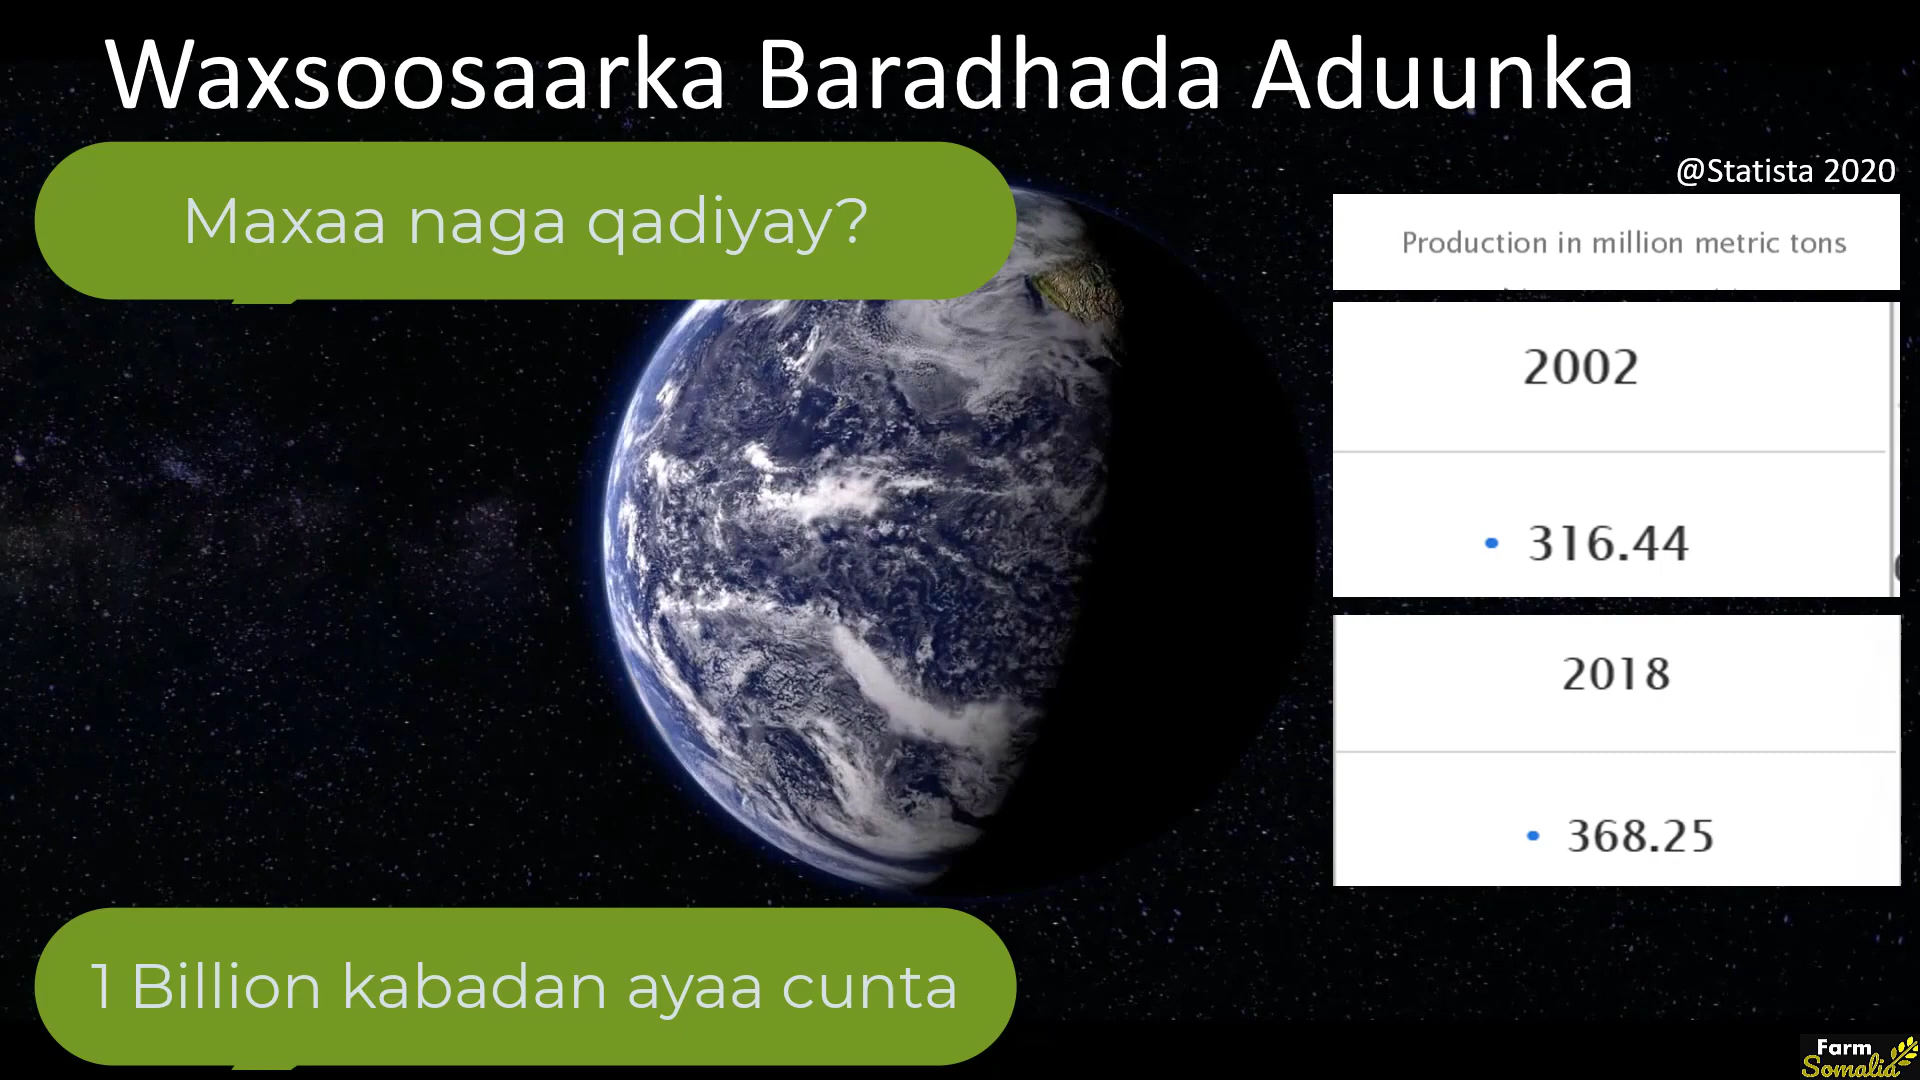 Waxsoosaarka Baradhada Aduunka
Maxaa naga qadiyay?
@Statista 2020
Production in million metric tons
2002
• 316.44
2018
• 368.25
1 Billion kabadan ayaa cunta
Farm
Somalia